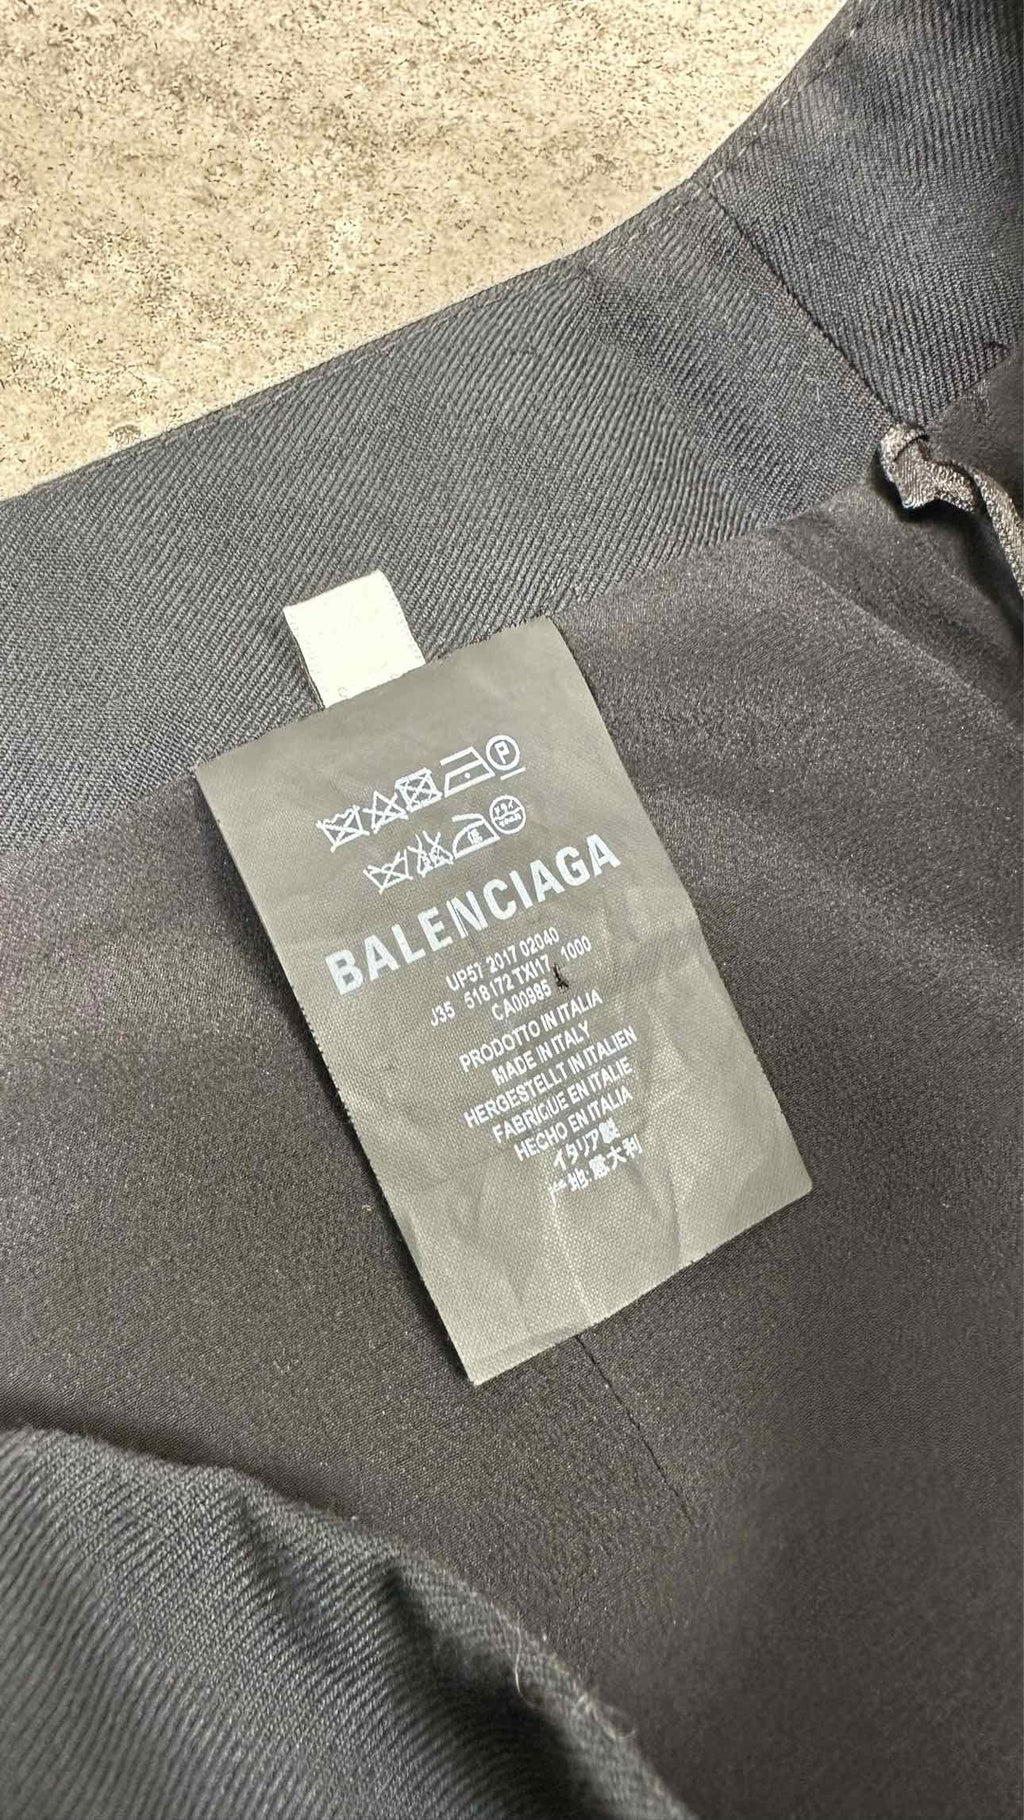 P
BALENCIAGA
UP57 2017 02040
J35 518172 TXI17 1000
CA00985
PRODOTTO IN ITALIA
MADE IN ITALY
HERGESTELLT IN ITALIEN
FABRIQUE EN ITALIE
HECHO EN ITALIA
イタリア製
地:意大利